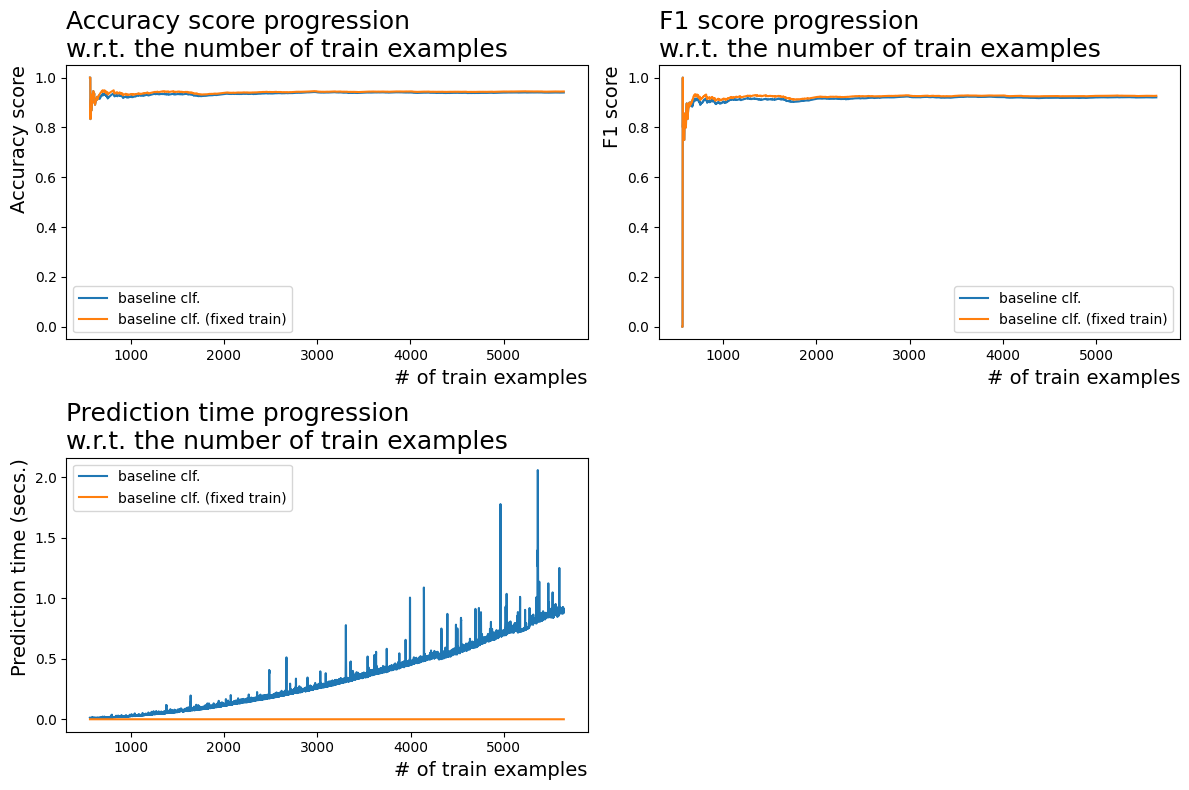 Accuracy score progression
w.r.t. the number of train examples
Accuracy score
1.0
0.8
0.6
0.4
0.2
0.0
baseline clf.
baseline clf. (fixed train)
1000 2000 3000 4000 5000
# of train examples
F1 score progression
w.r.t. the number of train examples
F1 score
1.0
0.8
0.6
0.4
0.2
0.0
baseline clf.
baseline clf. (fixed train)
1000 2000 3000 4000 5000
# of train examples
Prediction time progression
w.r.t. the number of train examples
Prediction time (secs.)
2.0
1.5
1.0
0.5
0.0
baseline clf.
baseline clf. (fixed train)
1000 2000 3000 4000 5000
# of train examples